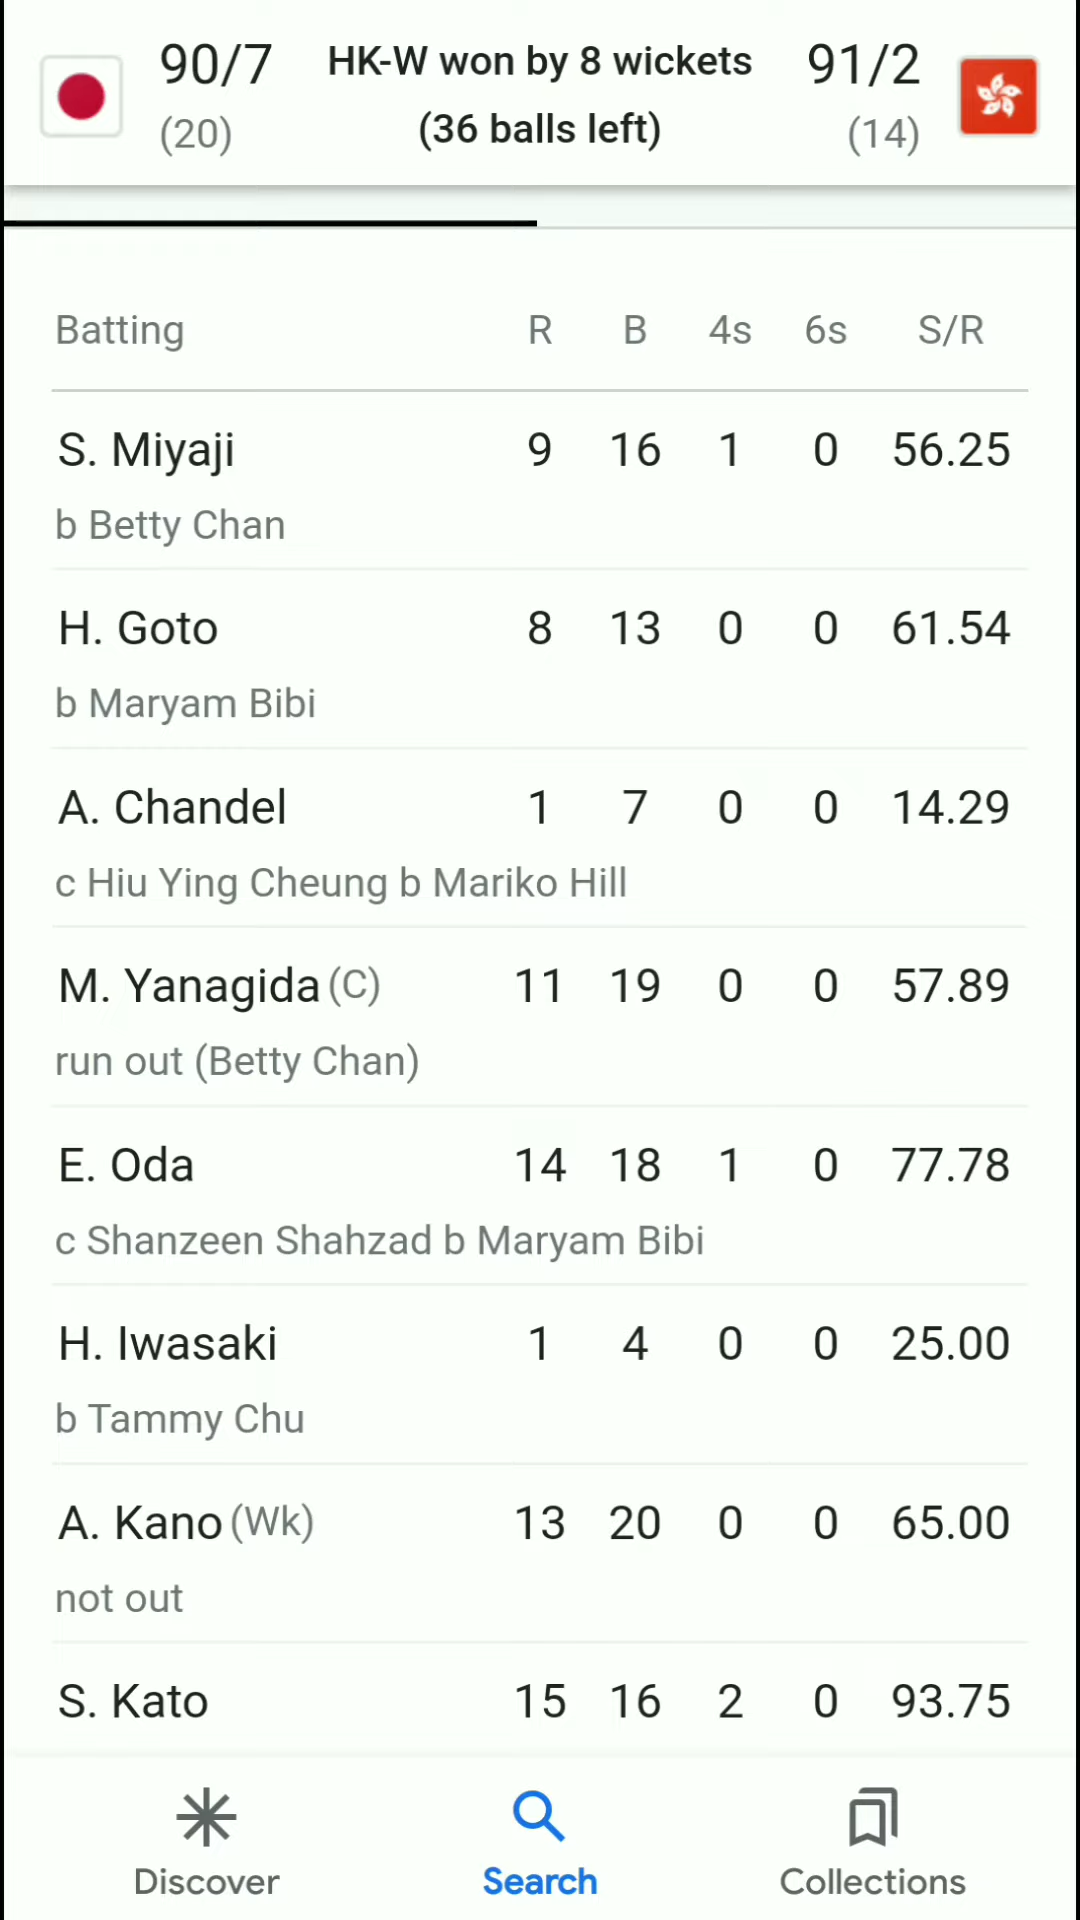 90/7 HK-W won by 8 wickets 91/2
(20) (36 balls left) (14)
Batting R B 4s 6s S/R
S. Miyaji 9 16 1 0 56.25
b Betty Chan
H. Goto 8 13 0 0 61.54
b Maryam Bibi
A. Chandel 1 7 0 0 14.29
c Hiu Ying Cheung b Mariko Hill
M. Yanagida (C) 11 19 0 0 57.89
run out (Betty Chan)
E. Oda 14 18 1 0 77.78
c Shanzeen Shahzad b Maryam Bibi
H. Iwasaki 1 4 0 0 25.00
b Tammy Chu
A. Kano (Wk) 13 20 0 0 65.00
not out
S. Kato 15 16 2 0 93.75
Discover Search Collections